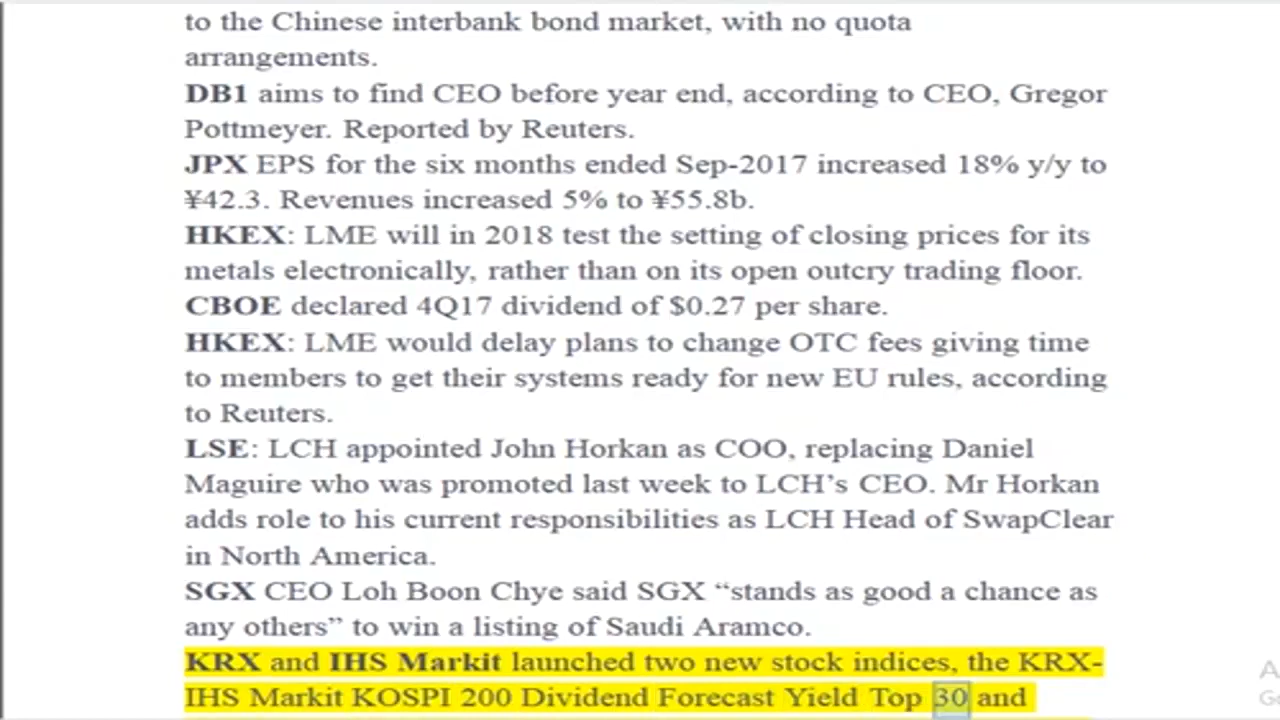 to the Chinese interbank bond market, with no quota
arrangements.
DB1 aims to find CEO before year end, according to CEO, Gregor
Pottmeyer. Reported by Reuters.
JPX EPS for the six months ended Sep-2017 increased 18% y/y to
¥42.3. Revenues increased 5% to ¥55.8b.
HKEX: LME will in 2018 test the setting of closing prices for its
metals electronically, rather than on its open outcry trading floor.
CBOE declared 4Q17 dividend of $0.27 per share.
HKEX: LME would delay plans to change OTC fees giving time
to members to get their systems ready for new EU rules, according
to Reuters.
LSE: LCH appointed John Horkan as COO, replacing Daniel
Maguire who was promoted last week to LCH’s CEO. Mr Horkan
adds role to his current responsibilities as LCH Head of SwapClear
in North America.
SGX CEO Loh Boon Chye said SGX “stands as good a chance as
any others” to win a listing of Saudi Aramco.
KRX and IHS Markit launched two new stock indices, the KRX-
IHS Markit KOSPI 200 Dividend Forecast Yield Top 30 and